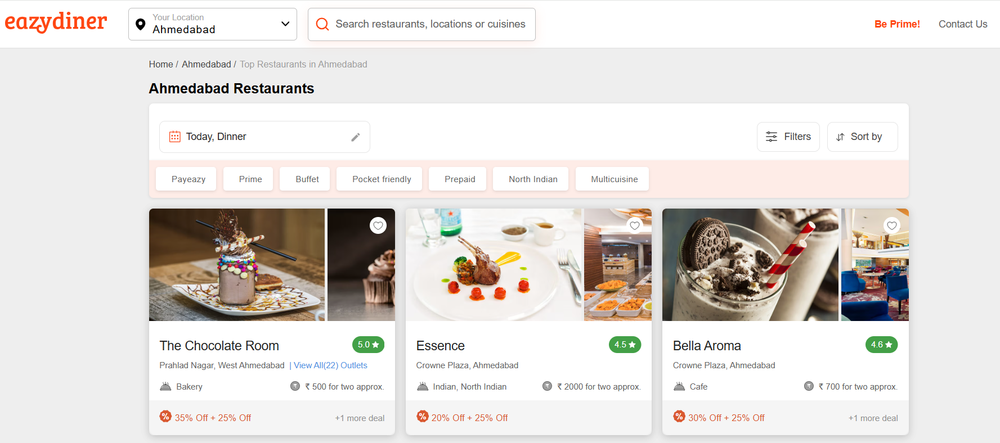 eazydiner
Your Location
Ahmedabad
Search restaurants, locations or cuisines
Be Prime!
Contact Us
Home / Ahmedabad / Top Restaurants in Ahmedabad
Ahmedabad Restaurants
Today, Dinner
Filters
Sort by
Payeazy
Prime
Buffet
Pocket friendly
Prepaid
North Indian
Multicuisine
The Chocolate Room
5.0
Prahlad Nagar, West Ahmedabad | View All(22) Outlets
Bakery
₹ 500 for two approx.
35% Off + 25% Off
+1 more deal
Essence
4.5
Crowne Plaza, Ahmedabad
Indian, North Indian
₹ 2000 for two approx.
20% Off + 25% Off
Bella Aroma
4.6
Crowne Plaza, Ahmedabad
Cafe
₹ 700 for two approx.
30% Off + 25% Off
+1 more deal